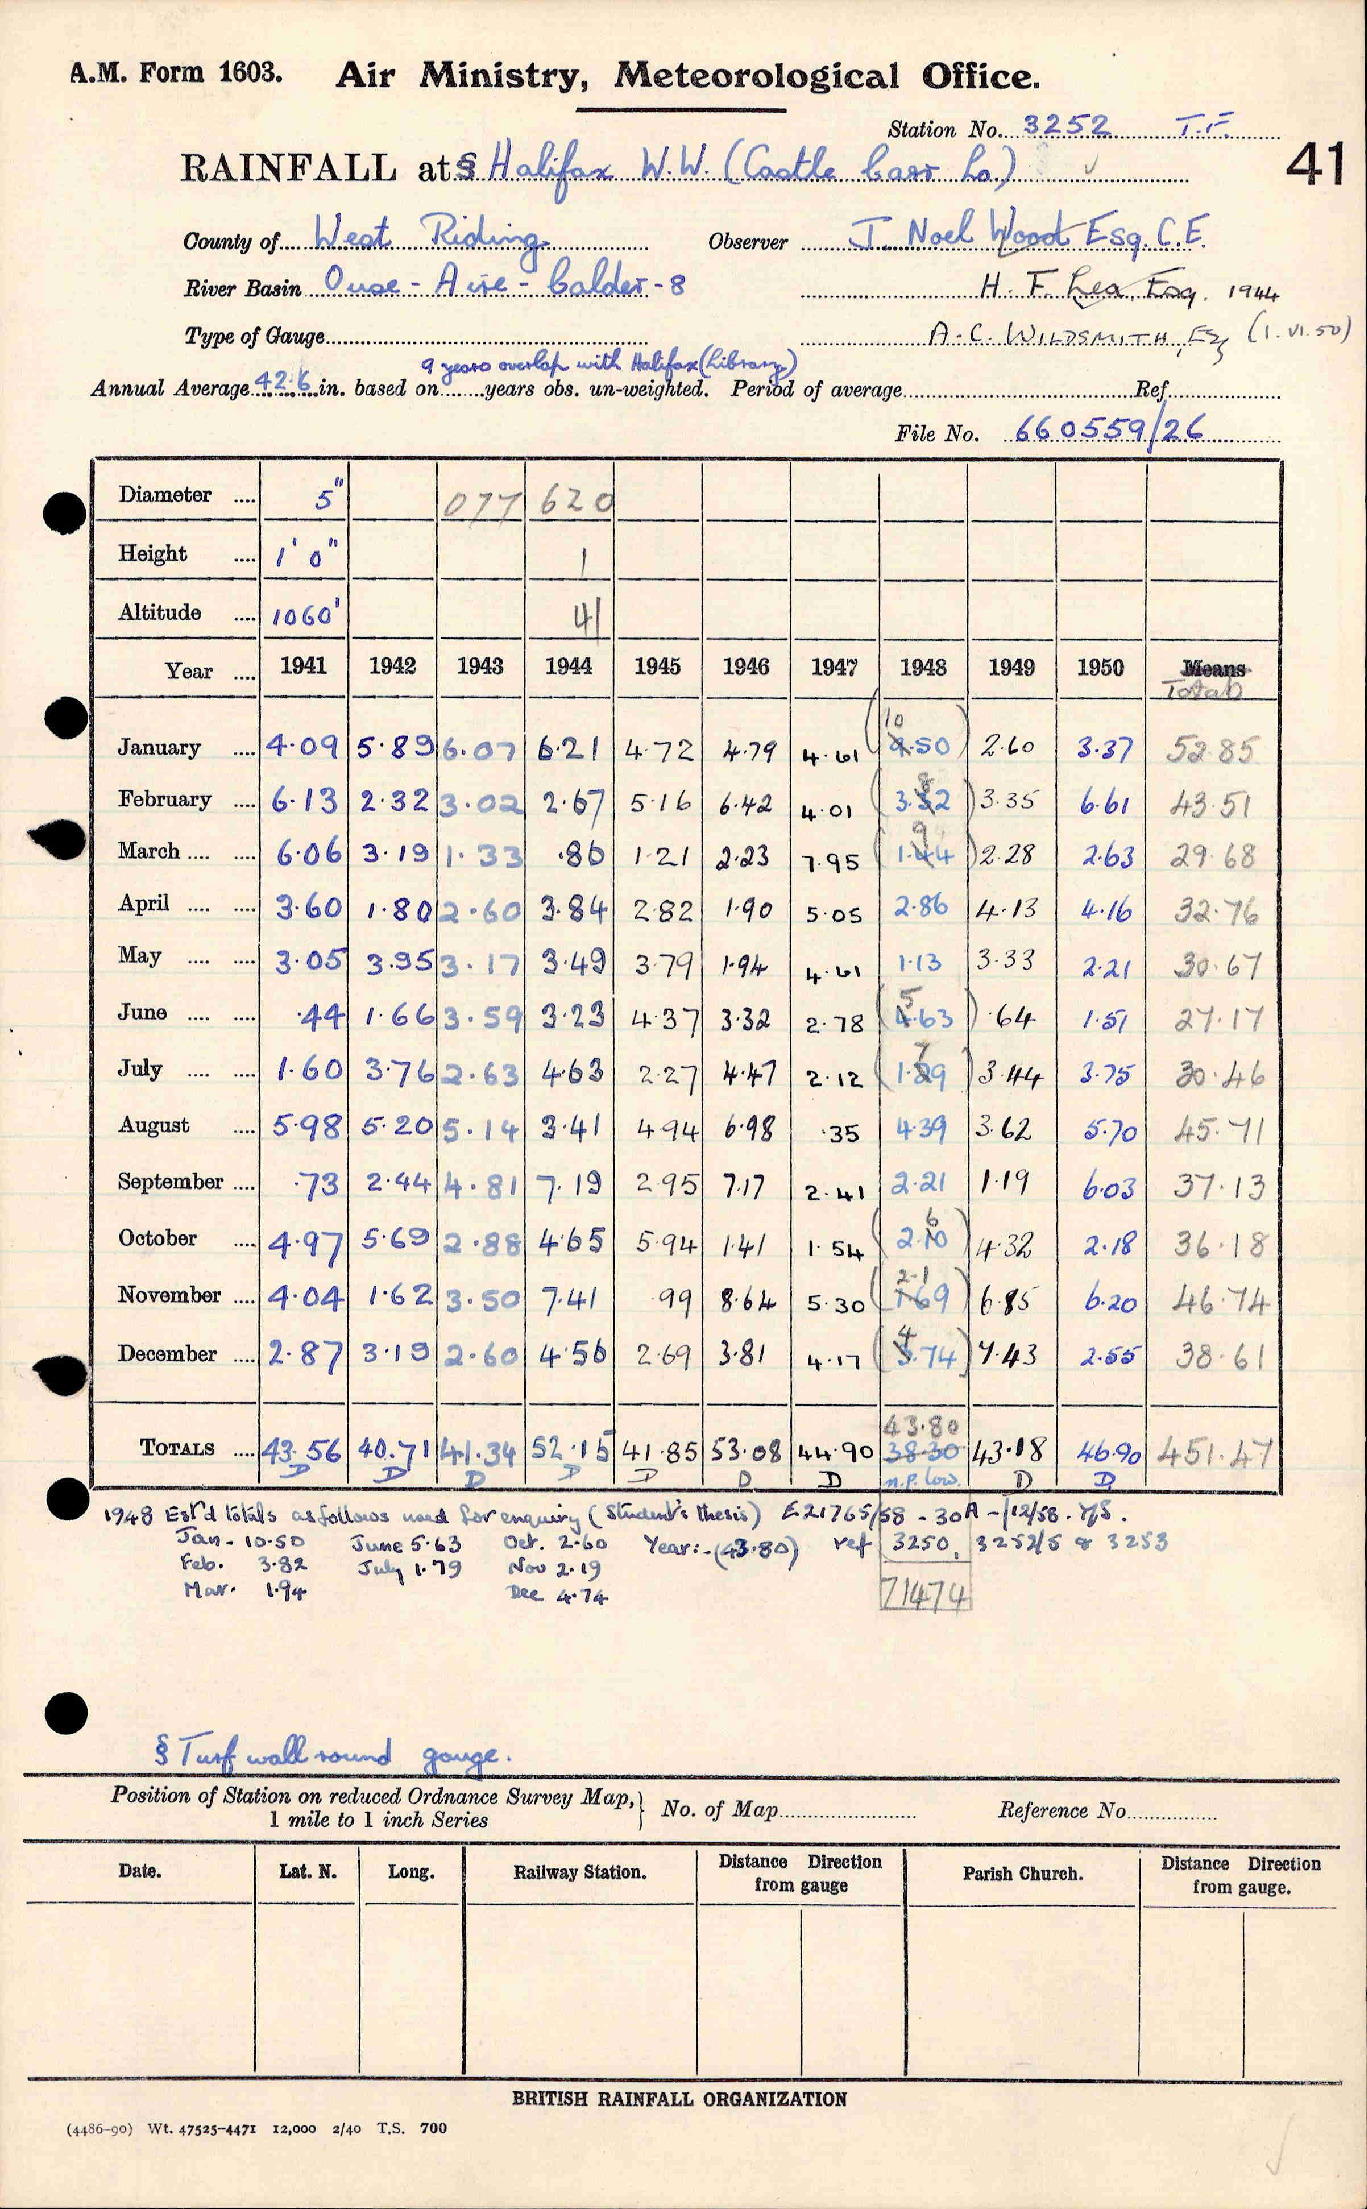 A.M. Form 1603. Air Ministry, Meteorological Office.
Station No. 3252 T.F.
RAINFALL at § Halifax W.W. (Castle Carr Lo.) 41
County of West Riding Observer J. Noel Wood Esq. C.E.
River Basin Ouse - Aire - Calder - 8 H. F. Lea, Esq. 1944
Type of Gauge A. C. WILDSMITH, Esq (1.VI.50)
9 years overlap with Halifax (Library)
Annual Average 42.6 in. based on years obs. un-weighted. Period of average Ref.
File No. 660559/26
Diameter .... 5" 077 620
Height .... 1' 0" 1
Altitude .... 1060' 41
Year .... 1941 1942 1943 1944 1945 1946 1947 1948 1949 1950 Means
Total
January .... 4.09 5.89 6.07 6.21 4.72 4.79 4.61 (10 4.50) 2.60 3.37 52.85
February .... 6.13 2.32 3.02 2.67 5.16 6.42 4.01 (3.32 8) 3.35 6.61 43.51
March .... .... 6.06 3.19 1.33 .86 1.21 2.23 7.95 (1.44 9) 2.28 2.63 29.68
April .... .... 3.60 1.80 2.60 3.84 2.82 1.90 5.05 2.86 4.13 4.16 32.76
May .... .... 3.05 3.95 3.17 3.49 3.79 1.94 4.61 1.13 3.33 2.21 30.67
June .... .... .44 1.66 3.59 3.23 4.37 3.32 2.78 (5 4.63) .64 1.51 27.17
July .... .... 1.60 3.76 2.63 4.63 2.27 4.47 2.12 (1.29 7) 3.44 3.75 30.46
August .... 5.98 5.20 5.14 3.41 4.94 6.98 .35 4.39 3.62 5.70 45.71
September .... .73 2.44 4.81 7.19 2.95 7.17 2.41 2.21 1.19 6.03 37.13
October .... 4.97 5.69 2.88 4.65 5.94 1.41 1.54 (2.10 6) 4.32 2.18 36.18
November .... 4.04 1.62 3.50 7.41 .99 8.64 5.30 (2.1 1.69) 6.85 6.20 46.74
December .... 2.87 3.19 2.60 4.56 2.69 3.81 4.17 (4 3.74) 7.43 2.55 38.61
43.80
TOTALS .... 43.56 40.71 41.34 52.15 41.85 53.08 44.90 38.30 43.18 46.90 451.47
D D D D D D D n.p. low. D D
1948 Est'd totals as follows used for enquiry (Student's thesis) E21765/58 - 30A - /12/58.
Jan - 10.50 June 5.63 Oct. 2.60 Year:- (43.80) ref 3250, 3252/5 & 3253
Feb. 3.82 July 1.79 Nov 2.19
Mar. 1.94 Dec 4.74 71474
§ Turf wall round gauge.
Position of Station on reduced Ordnance Survey Map, 1 mile to 1 inch Series } No. of Map Reference No.
Date. Lat. N. Long. Railway Station. Distance Direction from gauge Parish Church. Distance Direction from gauge.
BRITISH RAINFALL ORGANIZATION
(4486-90) Wt. 47525-4471 12,000 2/40 T.S. 700